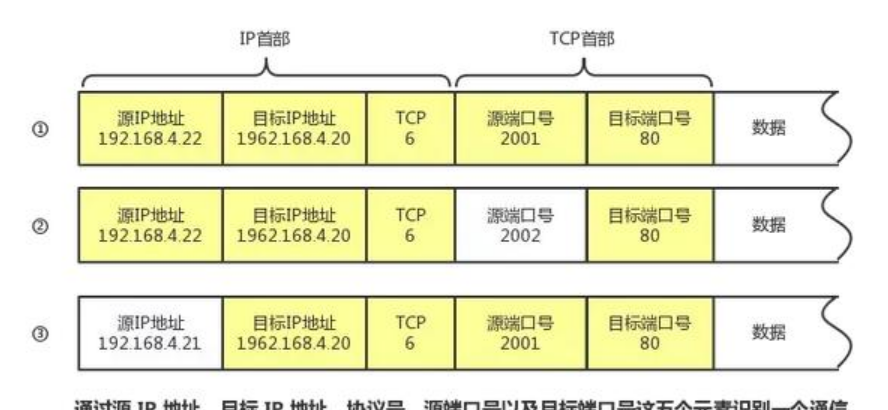 IP首部 TCP首部
① 源IP地址 目标IP地址 TCP 源端口号 目标端口号 数据
192.168.4.22 1962.168.4.20 6 2001 80
② 源IP地址 目标IP地址 TCP 源端口号 目标端口号 数据
192.168.4.22 1962.168.4.20 6 2002 80
③ 源IP地址 目标IP地址 TCP 源端口号 目标端口号 数据
192.168.4.21 1962.168.4.20 6 2001 80
通过源 IP 地址、目标 IP 地址、协议号、源端口号以及目标端口号这五个元素识别一个通信